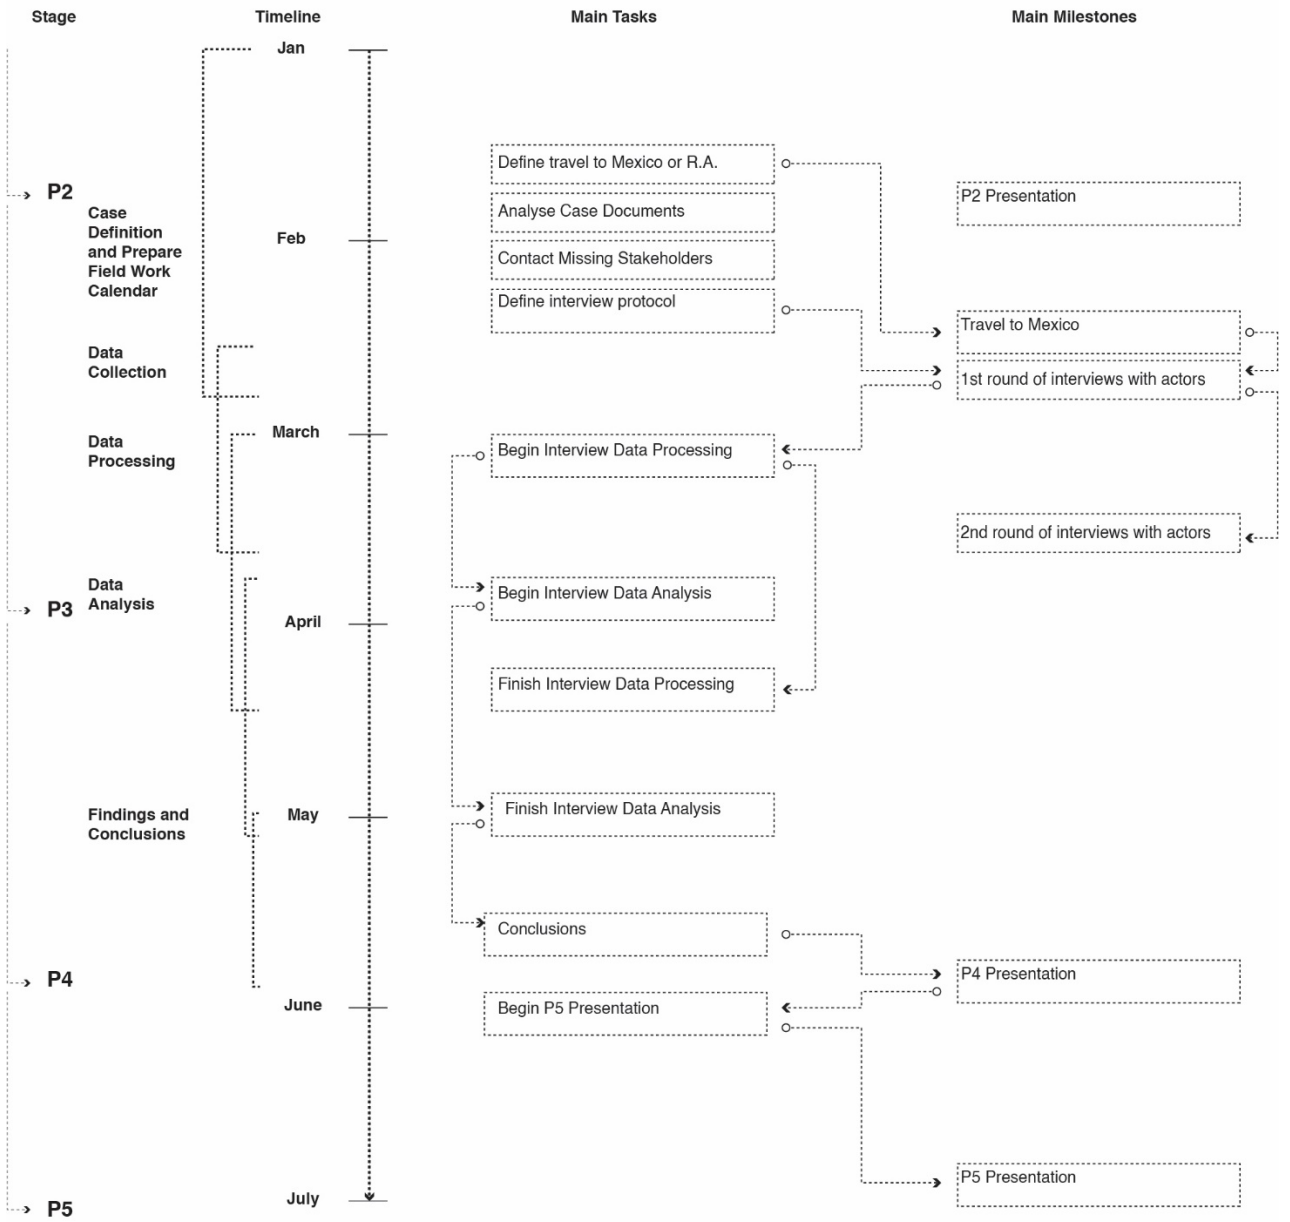 Stage
Timeline
Main Tasks
Main Milestones
Jan
Define travel to Mexico or R.A.
P2
P2 Presentation
Case
Definition
and Prepare
Field Work
Calendar
Analyse Case Documents
Feb
Contact Missing Stakeholders
Define interview protocol
Travel to Mexico
Data
Collection
1st round of interviews with actors
March
Data
Processing
Begin Interview Data Processing
2nd round of interviews with actors
Data
Analysis
P3
Begin Interview Data Analysis
April
Finish Interview Data Processing
Findings and
Conclusions
May
Finish Interview Data Analysis
Conclusions
P4
P4 Presentation
June
Begin P5 Presentation
P5 Presentation
July
P5